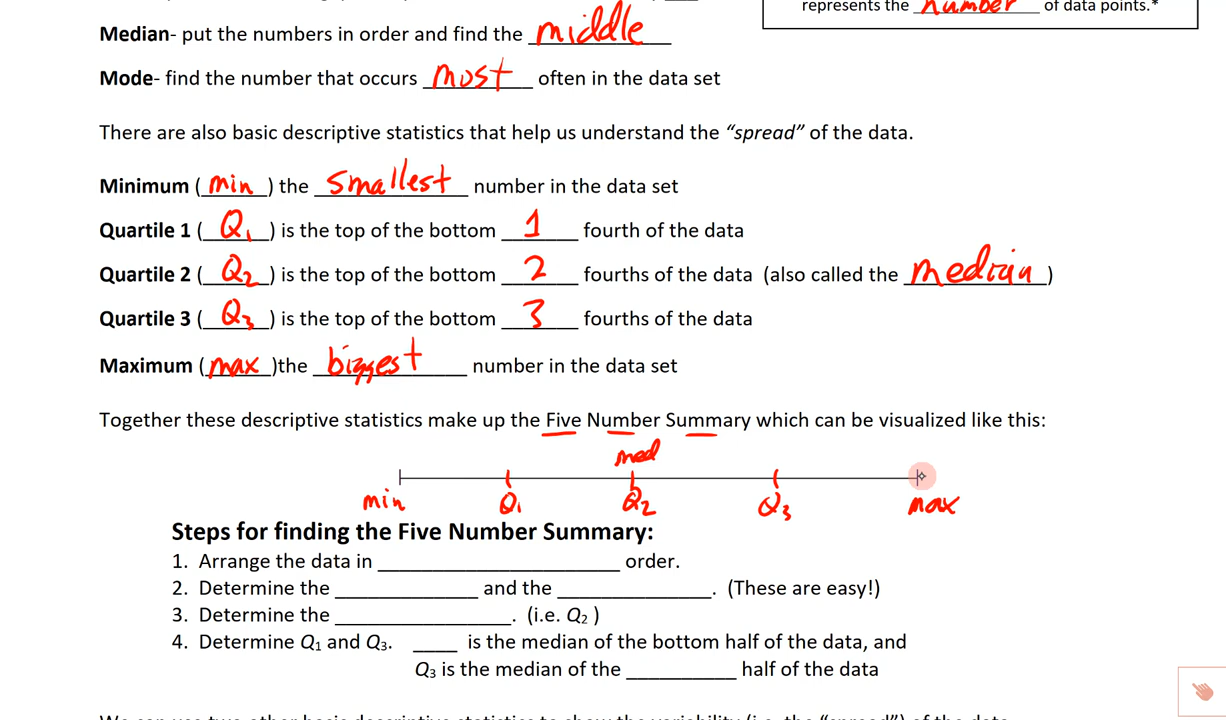 represents the number of data points.*
Median- put the numbers in order and find the middle
Mode- find the number that occurs most often in the data set
There are also basic descriptive statistics that help us understand the “spread” of the data.
Minimum (min) the smallest number in the data set
Quartile 1 (Q1) is the top of the bottom 1 fourth of the data
Quartile 2 (Q2) is the top of the bottom 2 fourths of the data (also called the median)
Quartile 3 (Q3) is the top of the bottom 3 fourths of the data
Maximum (max)the biggest number in the data set
Together these descriptive statistics make up the Five Number Summary which can be visualized like this:
med
min Q1 Q2 Q3 max
Steps for finding the Five Number Summary:
1. Arrange the data in ______ order.
2. Determine the ______ and the ______. (These are easy!)
3. Determine the ______. (i.e. Q2 )
4. Determine Q1 and Q3. ____ is the median of the bottom half of the data, and
Q3 is the median of the ______ half of the data